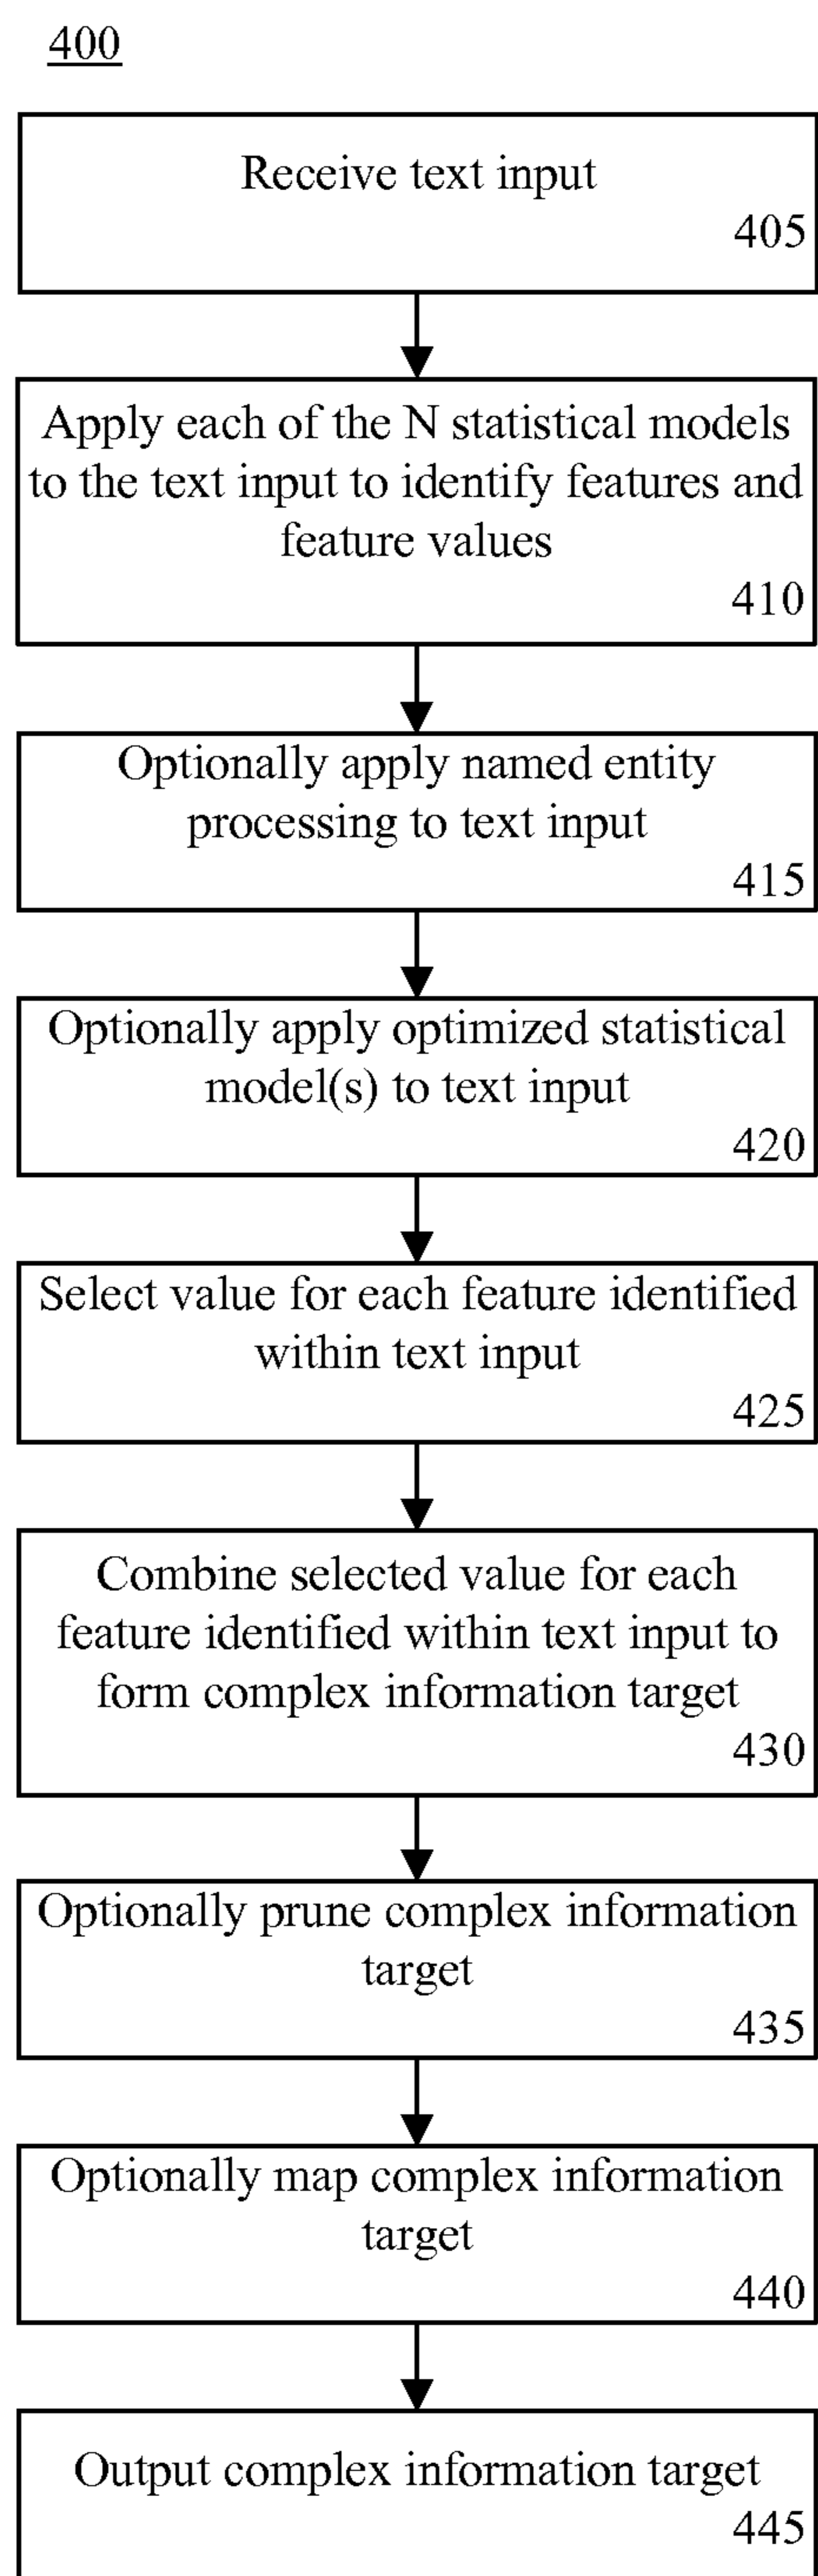 400
Receive text input
405
Apply each of the N statistical models
to the text input to identify features and
feature values
410
Optionally apply named entity
processing to text input
415
Optionally apply optimized statistical
model(s) to text input
420
Select value for each feature identified
within text input
425
Combine selected value for each
feature identified within text input to
form complex information target
430
Optionally prune complex information
target
435
Optionally map complex information
target
440
Output complex information target
445